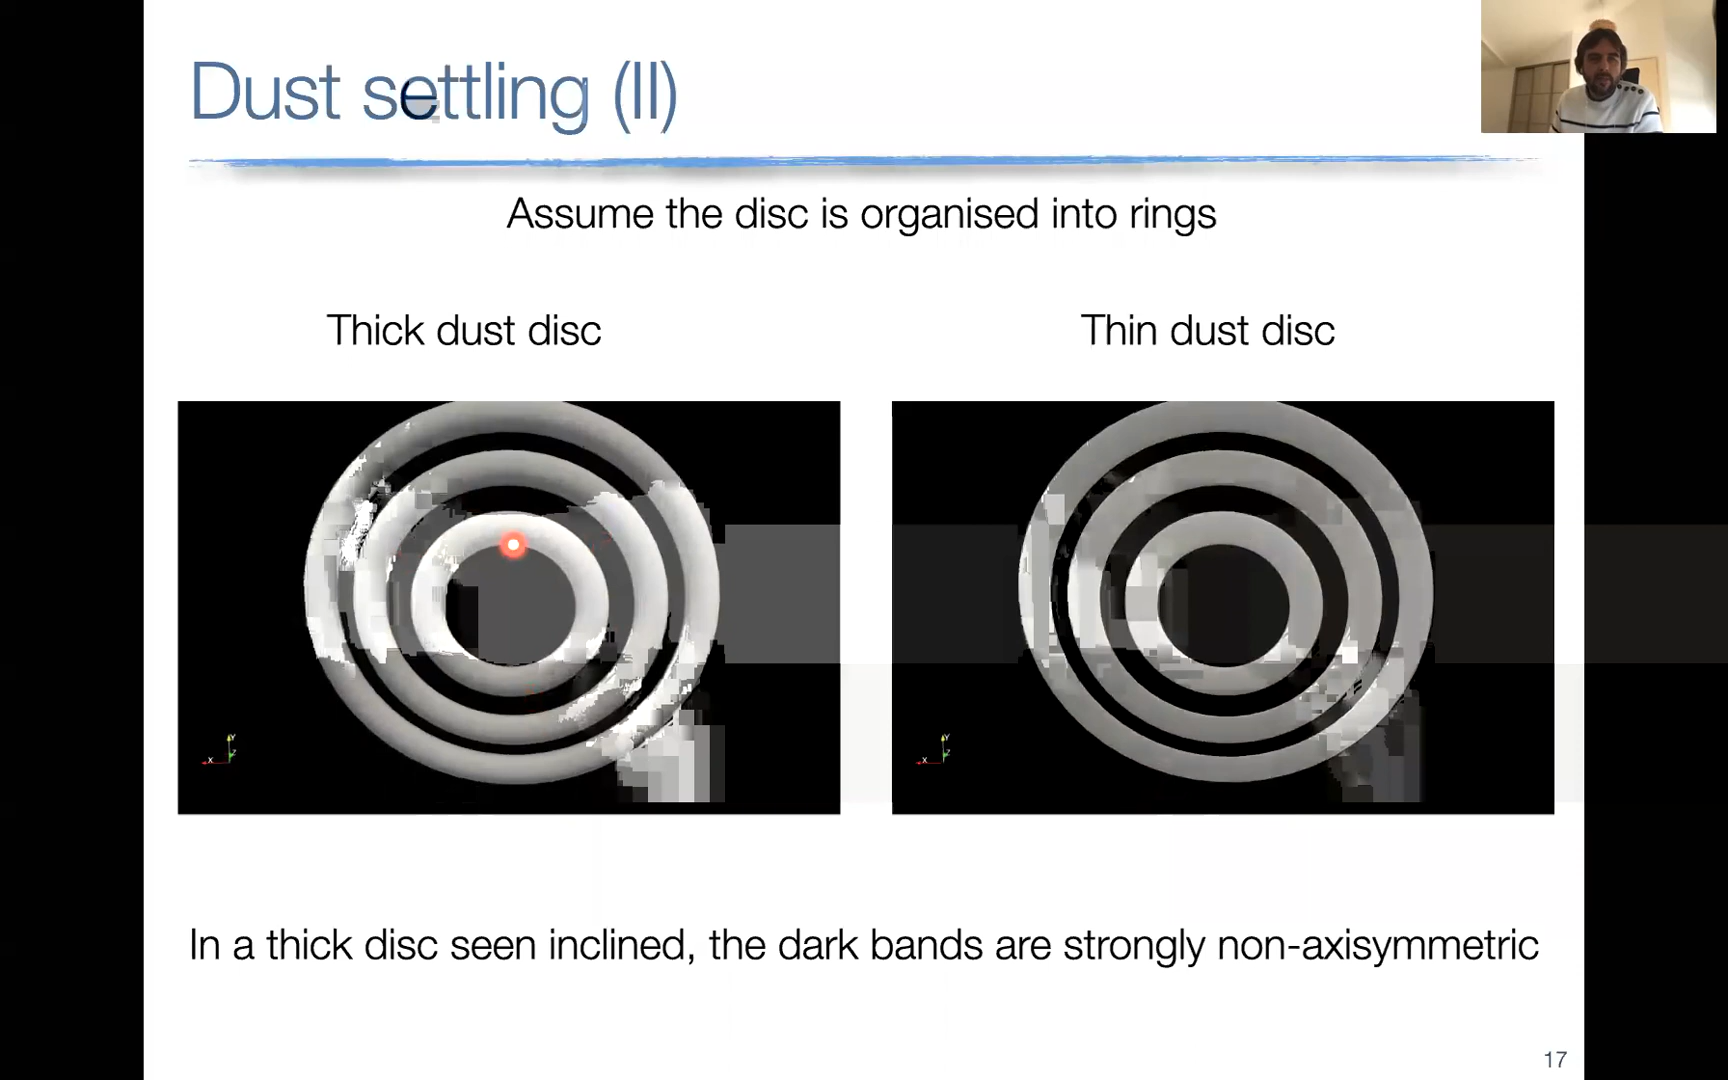 Dust settling (II)
Assume the disc is organised into rings
Thick dust disc
Thin dust disc
Y
Z
X
Y
Z
X
In a thick disc seen inclined, the dark bands are strongly non-axisymmetric
17